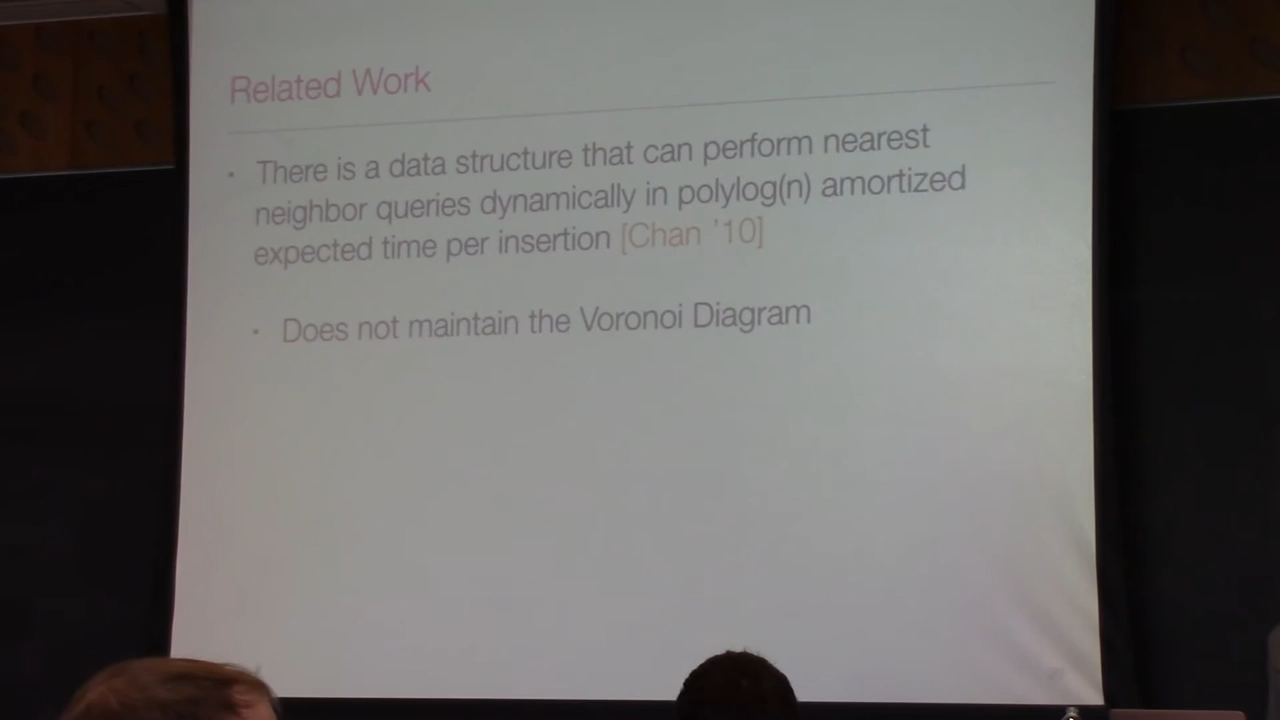 Related Work
• There is a data structure that can perform nearest
neighbor queries dynamically in polylog(n) amortized
expected time per insertion [Chan '10]
• Does not maintain the Voronoi Diagram